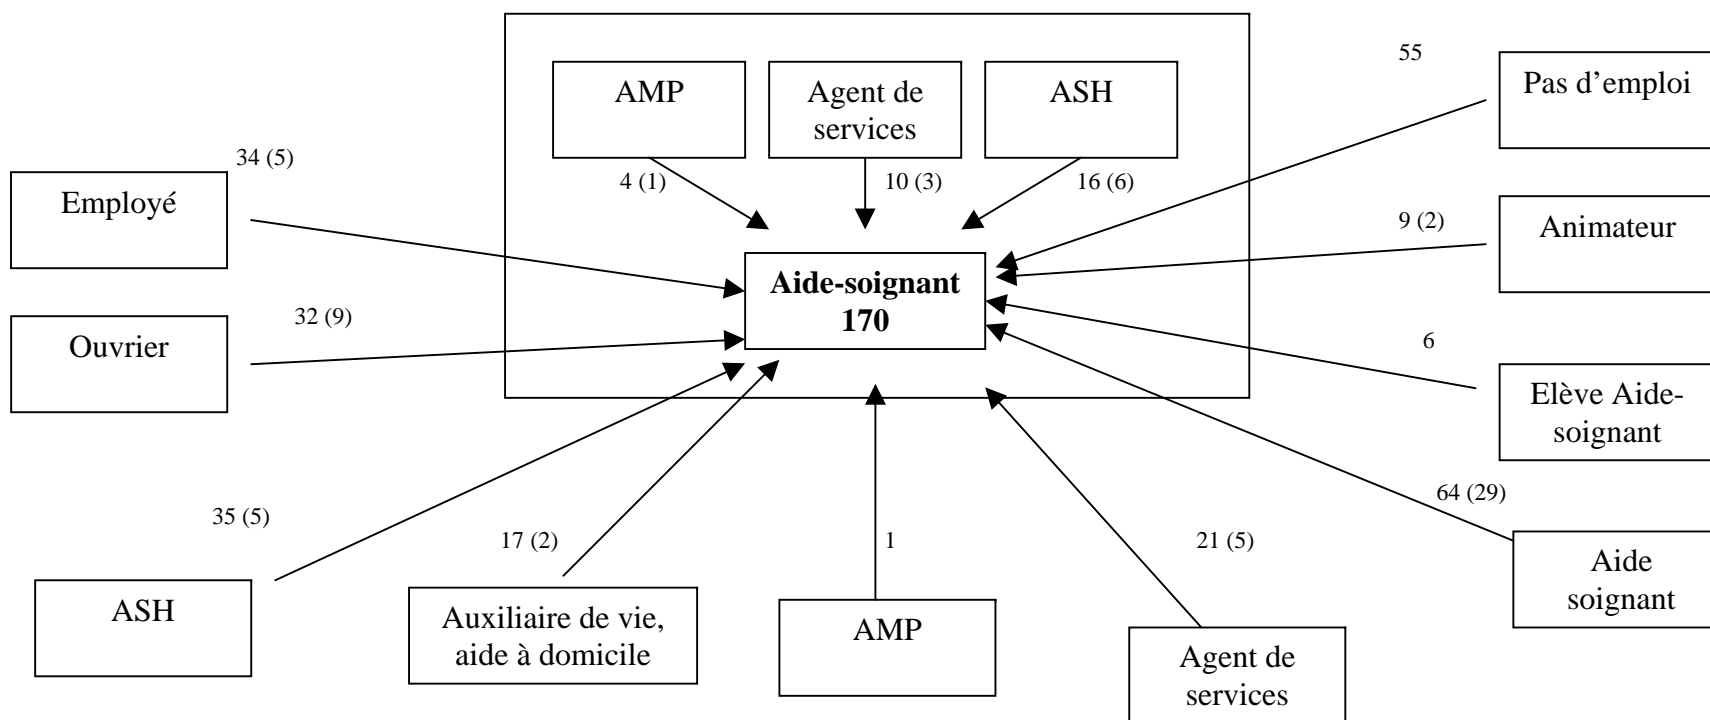 55
AMP
Agent de
services
ASH
Pas d’emploi
34 (5)
4 (1)
10 (3)
16 (6)
Employé
9 (2)
Animateur
Aide-soignant
170
32 (9)
Ouvrier
6
Elève Aide-
soignant
35 (5)
17 (2)
1
21 (5)
64 (29)
Aide
soignant
ASH
Auxiliaire de vie,
aide à domicile
AMP
Agent de
services